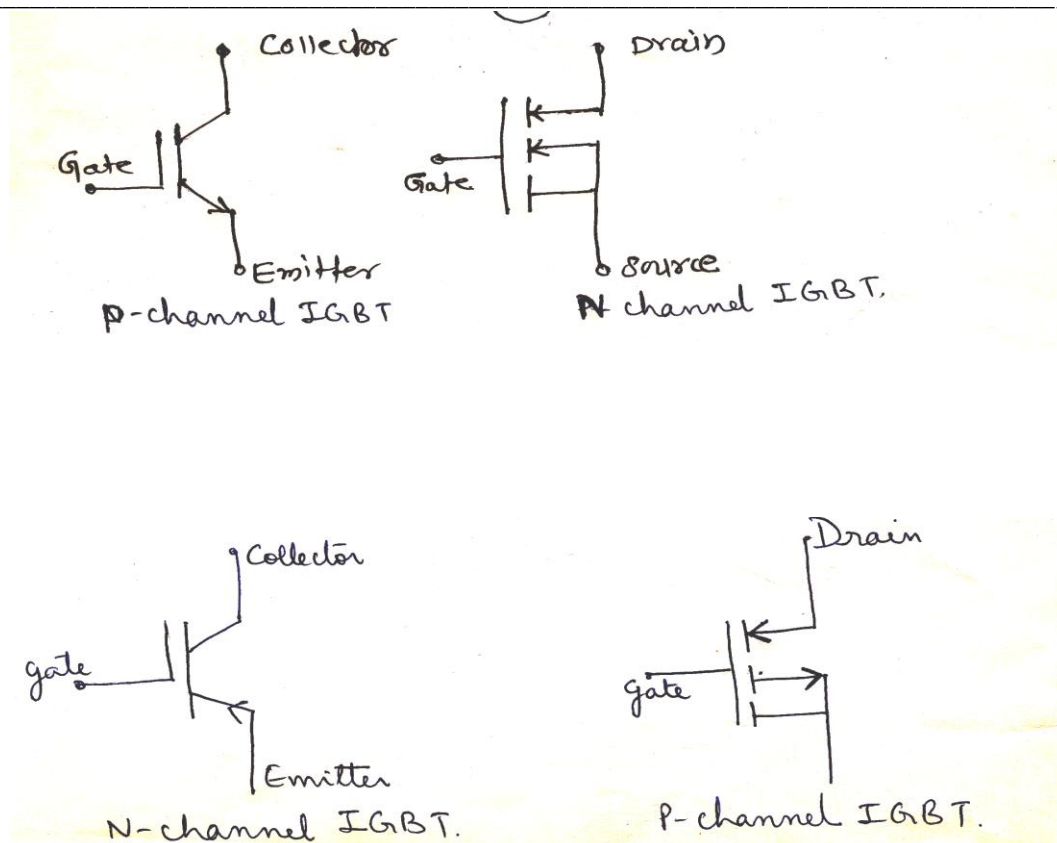 Collector
Drain
Gate
Gate
Emitter
Source
P-channel IGBT
N channel IGBT.
Collector
Drain
gate
gate
Emitter
N-channel IGBT.
P-channel IGBT.